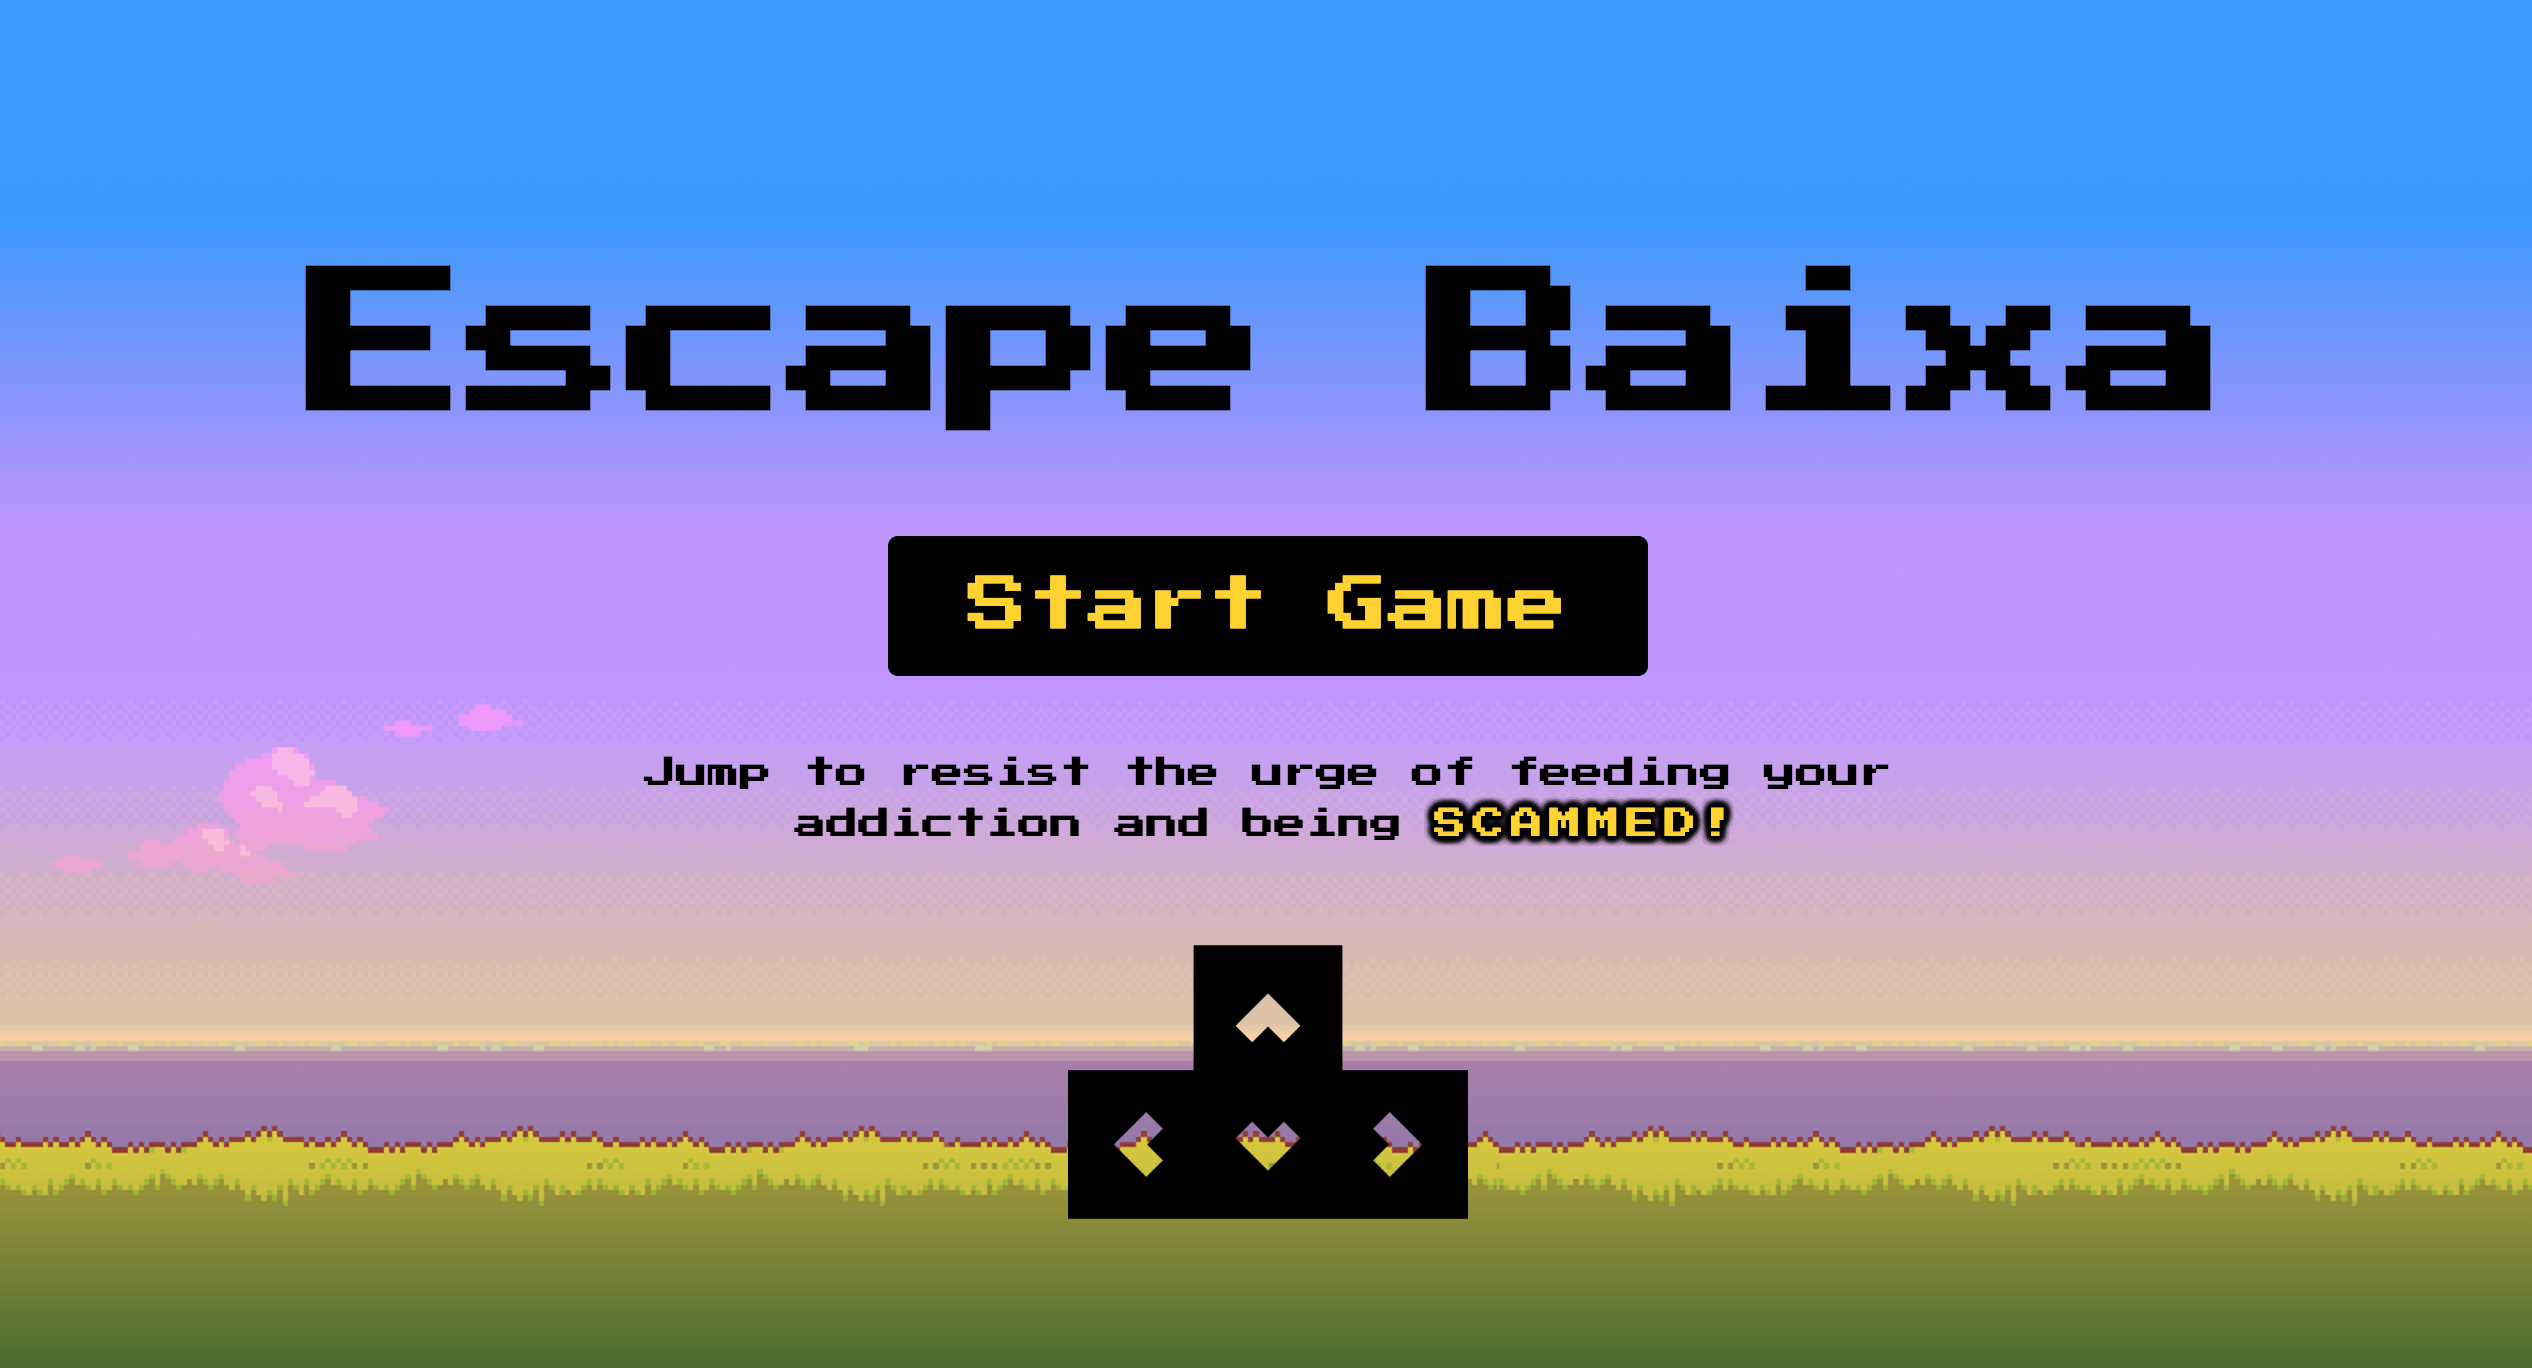 Escape Baixa
Start Game
Jump to resist the urge of feeding your
addiction and being SCAMMED!